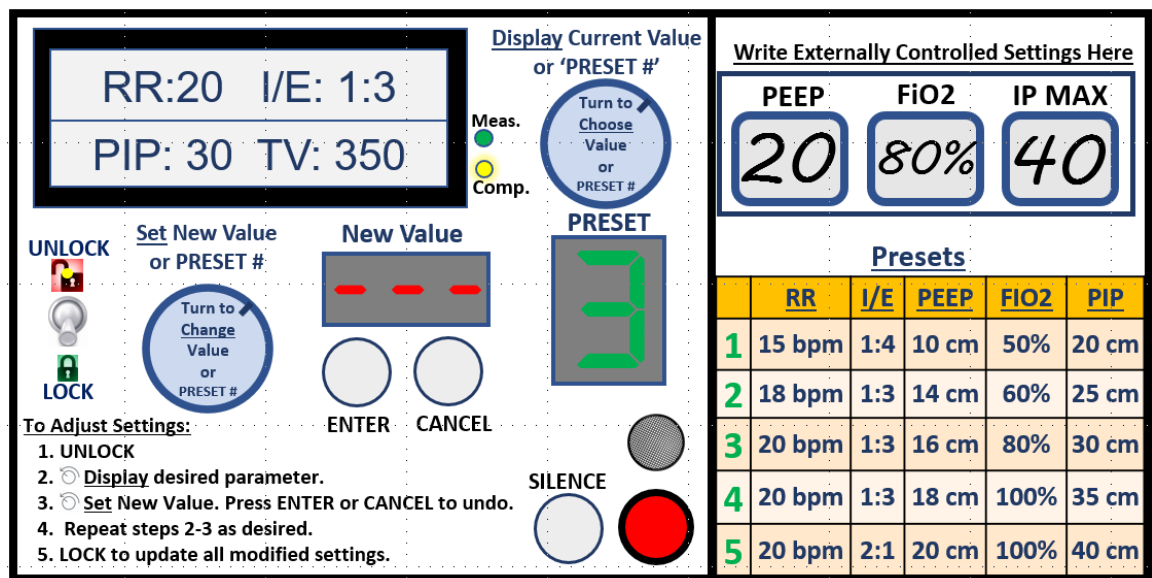 RR:20 I/E: 1:3
PIP: 30 TV: 350
Meas.
Comp.
Display Current Value
or ‘PRESET #’
Turn to
Choose
Value
or
PRESET #
UNLOCK
LOCK
Set New Value
or PRESET #
Turn to
Change
Value
or
PRESET #
New Value
- - -
ENTER CANCEL
PRESET
3
To Adjust Settings:
1. UNLOCK
2. Display desired parameter.
3. Set New Value. Press ENTER or CANCEL to undo.
4. Repeat steps 2-3 as desired.
5. LOCK to update all modified settings.
SILENCE
Write Externally Controlled Settings Here
PEEP FiO2 IP MAX
20 80% 40
Presets
RR I/E PEEP FIO2 PIP
1 15 bpm 1:4 10 cm 50% 20 cm
2 18 bpm 1:3 14 cm 60% 25 cm
3 20 bpm 1:3 16 cm 80% 30 cm
4 20 bpm 1:3 18 cm 100% 35 cm
5 20 bpm 2:1 20 cm 100% 40 cm